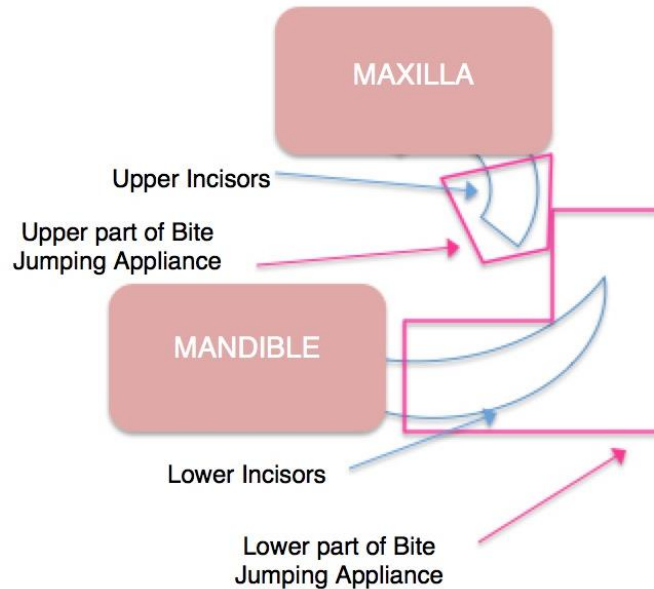 MAXILLA
Upper Incisors
Upper part of Bite
Jumping Appliance
MANDIBLE
Lower Incisors
Lower part of Bite
Jumping Appliance